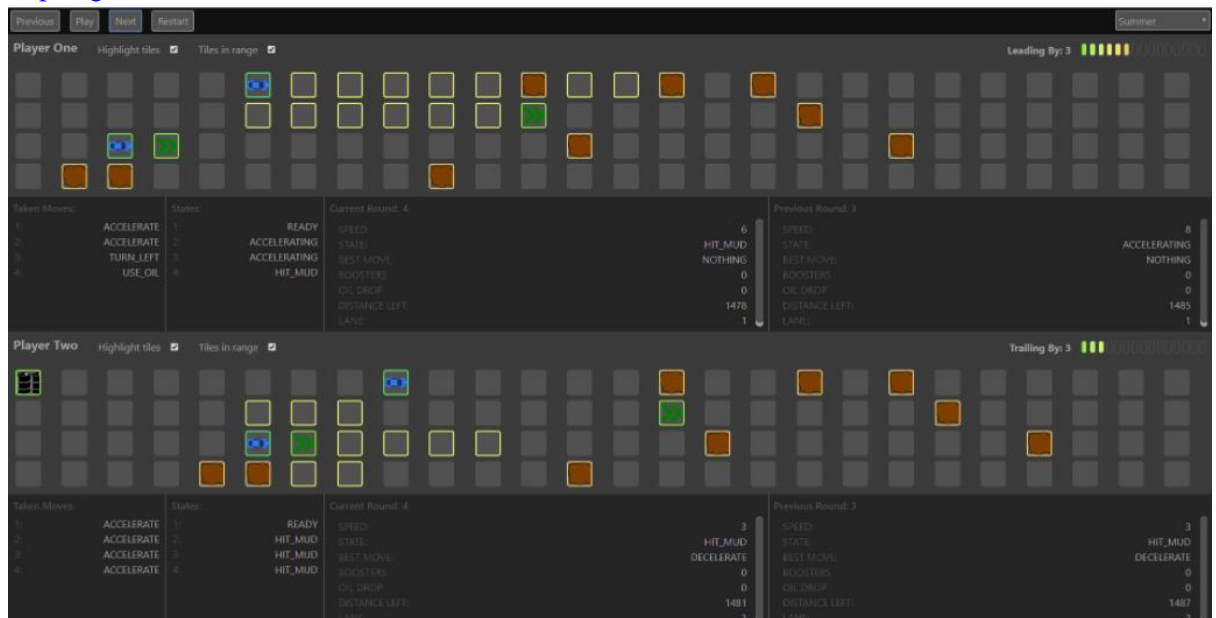 Previous Play Next Restart Summer
Player One Highlight tiles Tiles in range Leading By: 3
Taken Moves: States: Current Round: 4 Previous Round: 3
1: ACCELERATE 1: READY SPEED: 6 SPEED: 8
2: ACCELERATE 2: ACCELERATING STATE: HIT_MUD STATE: ACCELERATING
3: TURN_LEFT 3: ACCELERATING BEST MOVE: NOTHING BEST MOVE: NOTHING
4: USE_OIL 4: HIT_MUD BOOSTERS 0 BOOSTERS 0
OIL DROP 0 OIL DROP 0
DISTANCE LEFT: 1478 DISTANCE LEFT: 1485
LANE: 1 LANE: 1
Player Two Highlight tiles Tiles in range Trailing By: 3
Taken Moves: States: Current Round: 4 Previous Round: 3
1: ACCELERATE 1: READY SPEED: 3 SPEED: 3
2: ACCELERATE 2: HIT_MUD STATE: HIT_MUD STATE: HIT_MUD
3: ACCELERATE 3: HIT_MUD BEST MOVE: DECELERATE BEST MOVE: DECELERATE
4: ACCELERATE 4: HIT_MUD BOOSTERS 0 BOOSTERS 0
OIL DROP 0 OIL DROP 0
DISTANCE LEFT: 1481 DISTANCE LEFT: 1487